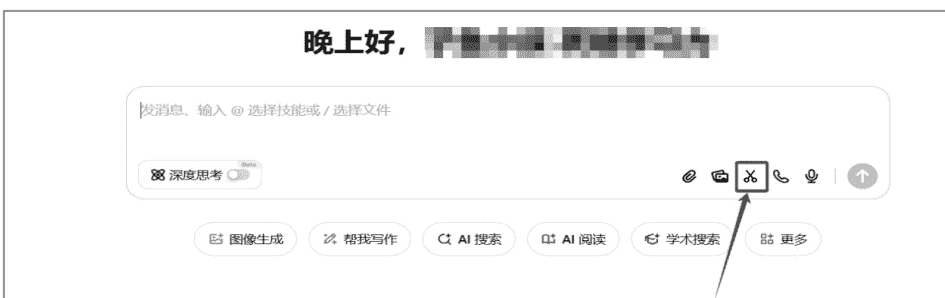 晚上好，
发消息、输入 @ 选择技能或 / 选择文件
深度思考 Beta
图像生成 帮我写作 AI 搜索 AI 阅读 学术搜索 更多